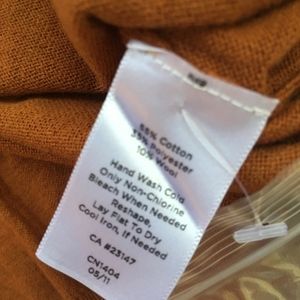 55% Cotton
35% Polyester
10% Wool
Hand Wash Cold
Only Non-Chlorine
Bleach When Needed
Reshape,
Lay Flat To Dry
Cool Iron, If Needed
CA #23147
CN1404
05/11